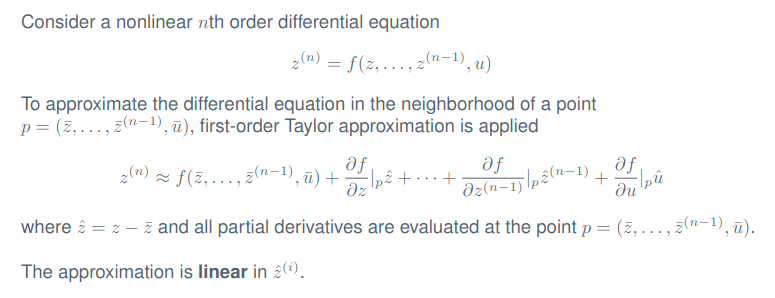 Consider a nonlinear nth order differential equation
z^{(n)} = f(z, . . . , z^{(n−1)}, u)
To approximate the differential equation in the neighborhood of a point
p = (z̄, . . . , z̄^{(n−1)}, ū), first-order Taylor approximation is applied
z^{(n)} ≈ f(z̄, . . . , z̄^{(n−1)}, ū) + ∂f/∂z|_p ẑ + · · · + ∂f/∂z^{(n−1)}|_p ẑ^{(n−1)} + ∂f/∂u|_p û
where ẑ = z − z̄ and all partial derivatives are evaluated at the point p = (z̄, . . . , z̄^{(n−1)}, ū).
The approximation is linear in ẑ^{(i)}.